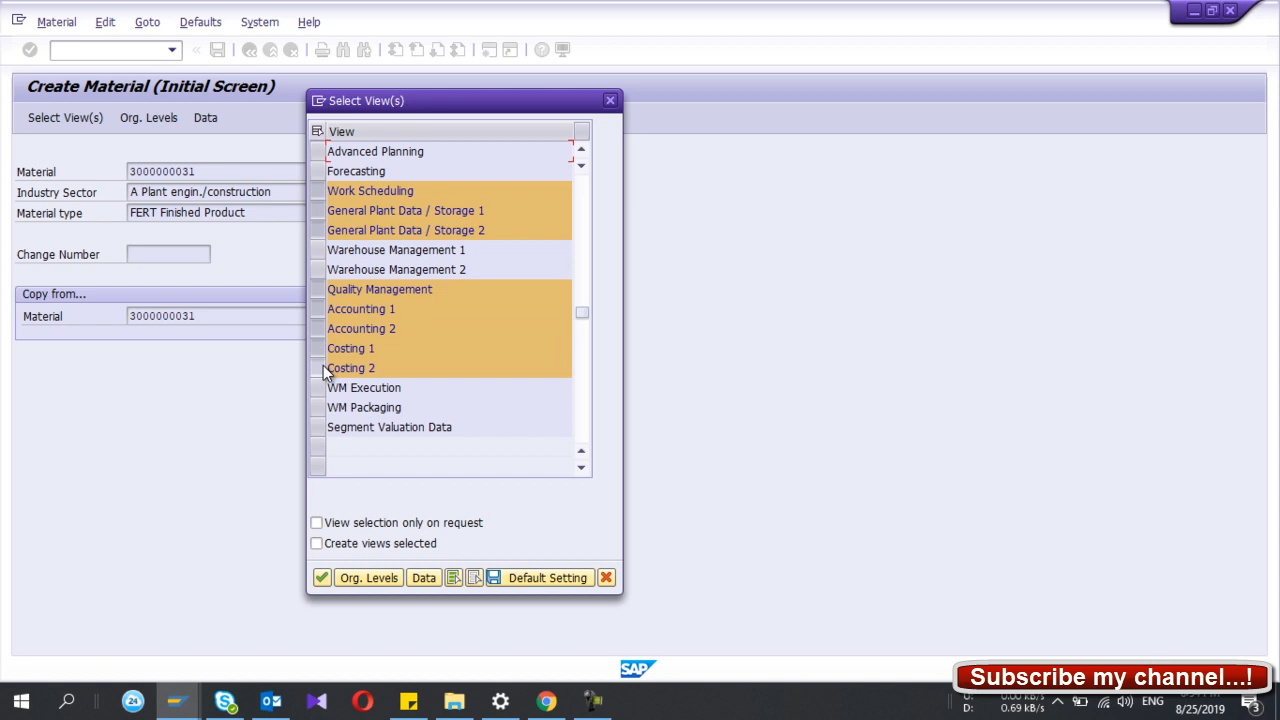 Material Edit Goto Defaults System Help
Create Material (Initial Screen)
Select View(s) Org. Levels Data
Material 3000000031
Industry Sector A Plant engin./construction
Material type FERT Finished Product
Change Number
Copy from...
Material 3000000031
Select View(s)
View
Advanced Planning
Forecasting
Work Scheduling
General Plant Data / Storage 1
General Plant Data / Storage 2
Warehouse Management 1
Warehouse Management 2
Quality Management
Accounting 1
Accounting 2
Costing 1
Costing 2
WM Execution
WM Packaging
Segment Valuation Data
View selection only on request
Create views selected
Org. Levels Data Default Setting
SAP
Subscribe my channel...!
24
D: 0.69 kB/s
ENG
8/25/2019
3